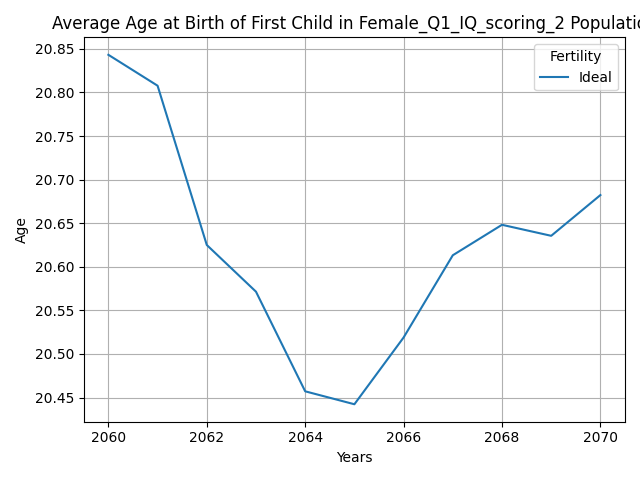 Average Age at Birth of First Child in Female_Q1_IQ_scoring_2 Populatio
Fertility
Ideal
20.85
20.80
20.75
20.70
20.65
20.60
20.55
20.50
20.45
Age
2060 2062 2064 2066 2068 2070
Years